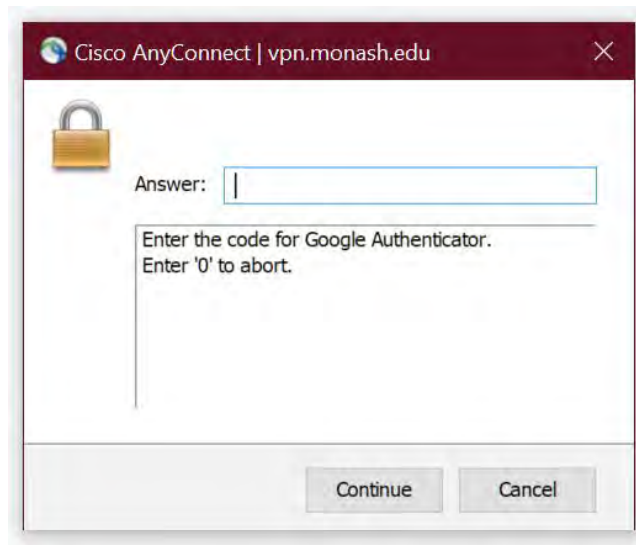 Cisco AnyConnect | vpn.monash.edu
Answer:
Enter the code for Google Authenticator.
Enter '0' to abort.
Continue Cancel